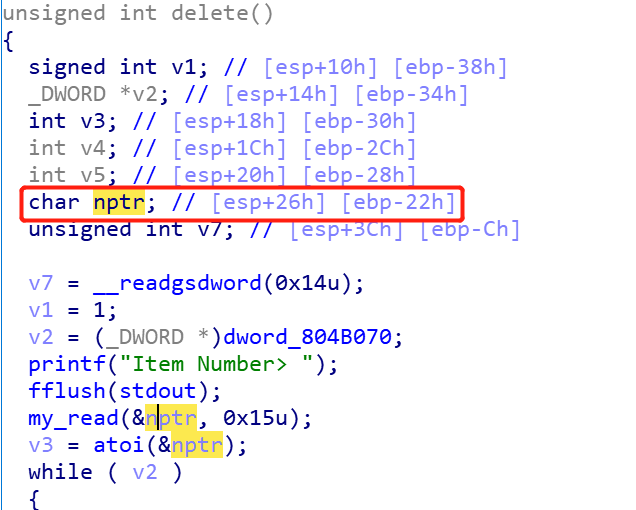 unsigned int delete()
{
signed int v1; // [esp+10h] [ebp-38h]
_DWORD *v2; // [esp+14h] [ebp-34h]
int v3; // [esp+18h] [ebp-30h]
int v4; // [esp+1Ch] [ebp-2Ch]
int v5; // [esp+20h] [ebp-28h]
char nptr; // [esp+26h] [ebp-22h]
unsigned int v7; // [esp+3Ch] [ebp-Ch]
v7 = __readgsdword(0x14u);
v1 = 1;
v2 = (_DWORD *)dword_804B070;
printf("Item Number> ");
fflush(stdout);
my_read(&nptr, 0x15u);
v3 = atoi(&nptr);
while ( v2 )
{